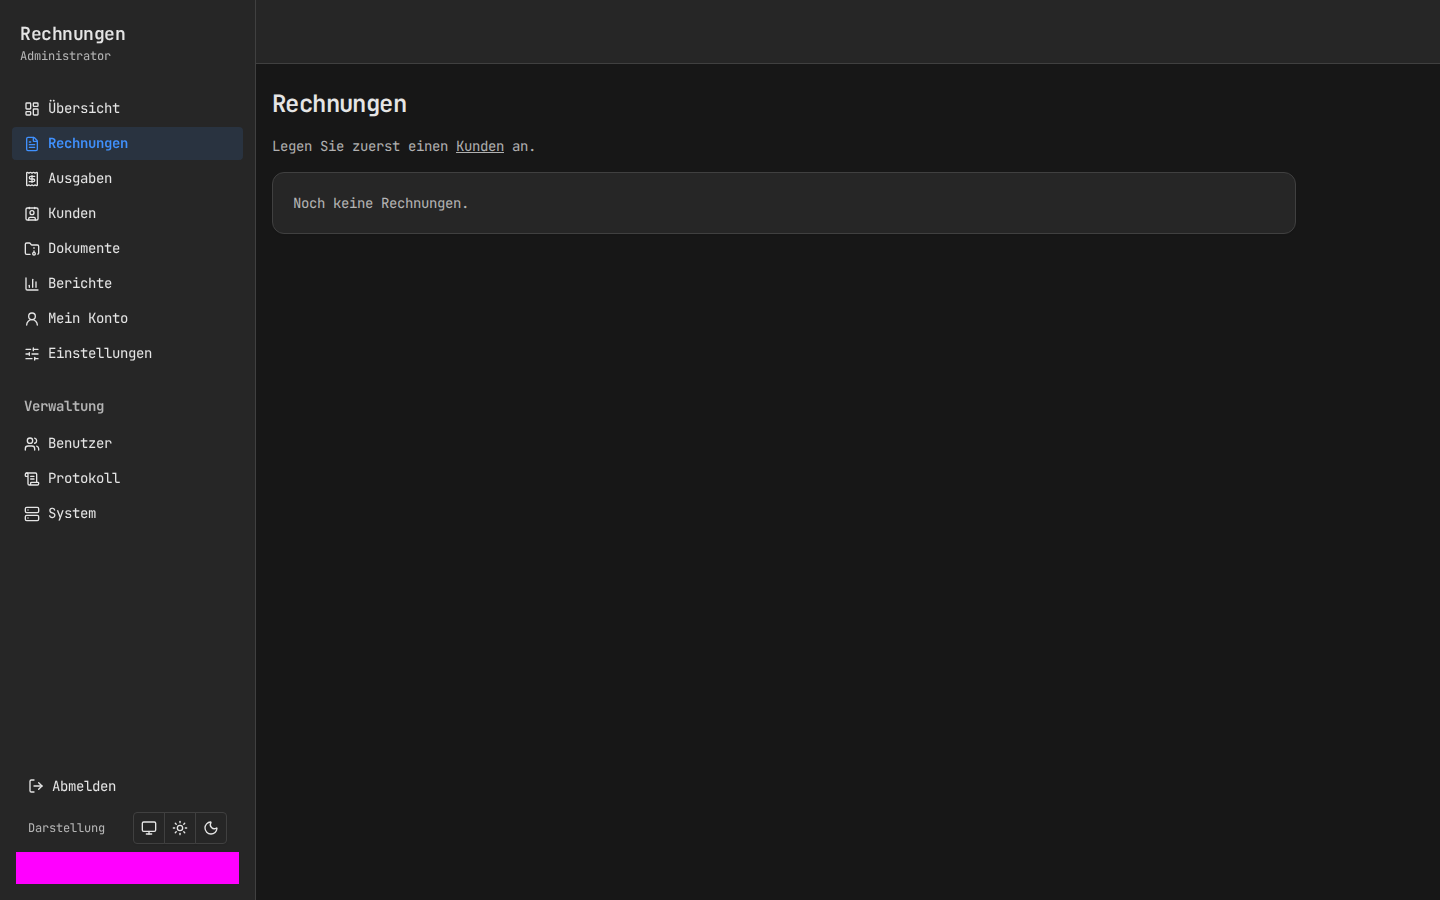 Rechnungen
Administrator
Übersicht
Rechnungen
Ausgaben
Kunden
Dokumente
Berichte
Mein Konto
Einstellungen
Verwaltung
Benutzer
Protokoll
System
Abmelden
Darstellung
Rechnungen
Legen Sie zuerst einen Kunden an.
Noch keine Rechnungen.